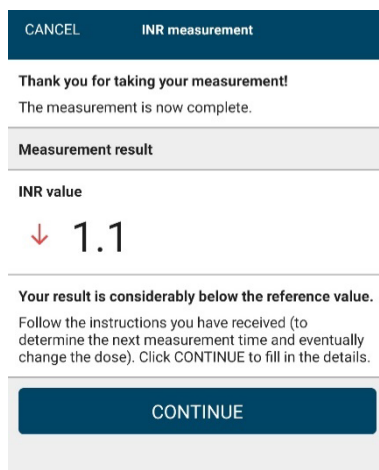 CANCEL INR measurement
Thank you for taking your measurement!
The measurement is now complete.
Measurement result
INR value
↓ 1.1
Your result is considerably below the reference value.
Follow the instructions you have received (to
determine the next measurement time and eventually
change the dose). Click CONTINUE to fill in the details.
CONTINUE